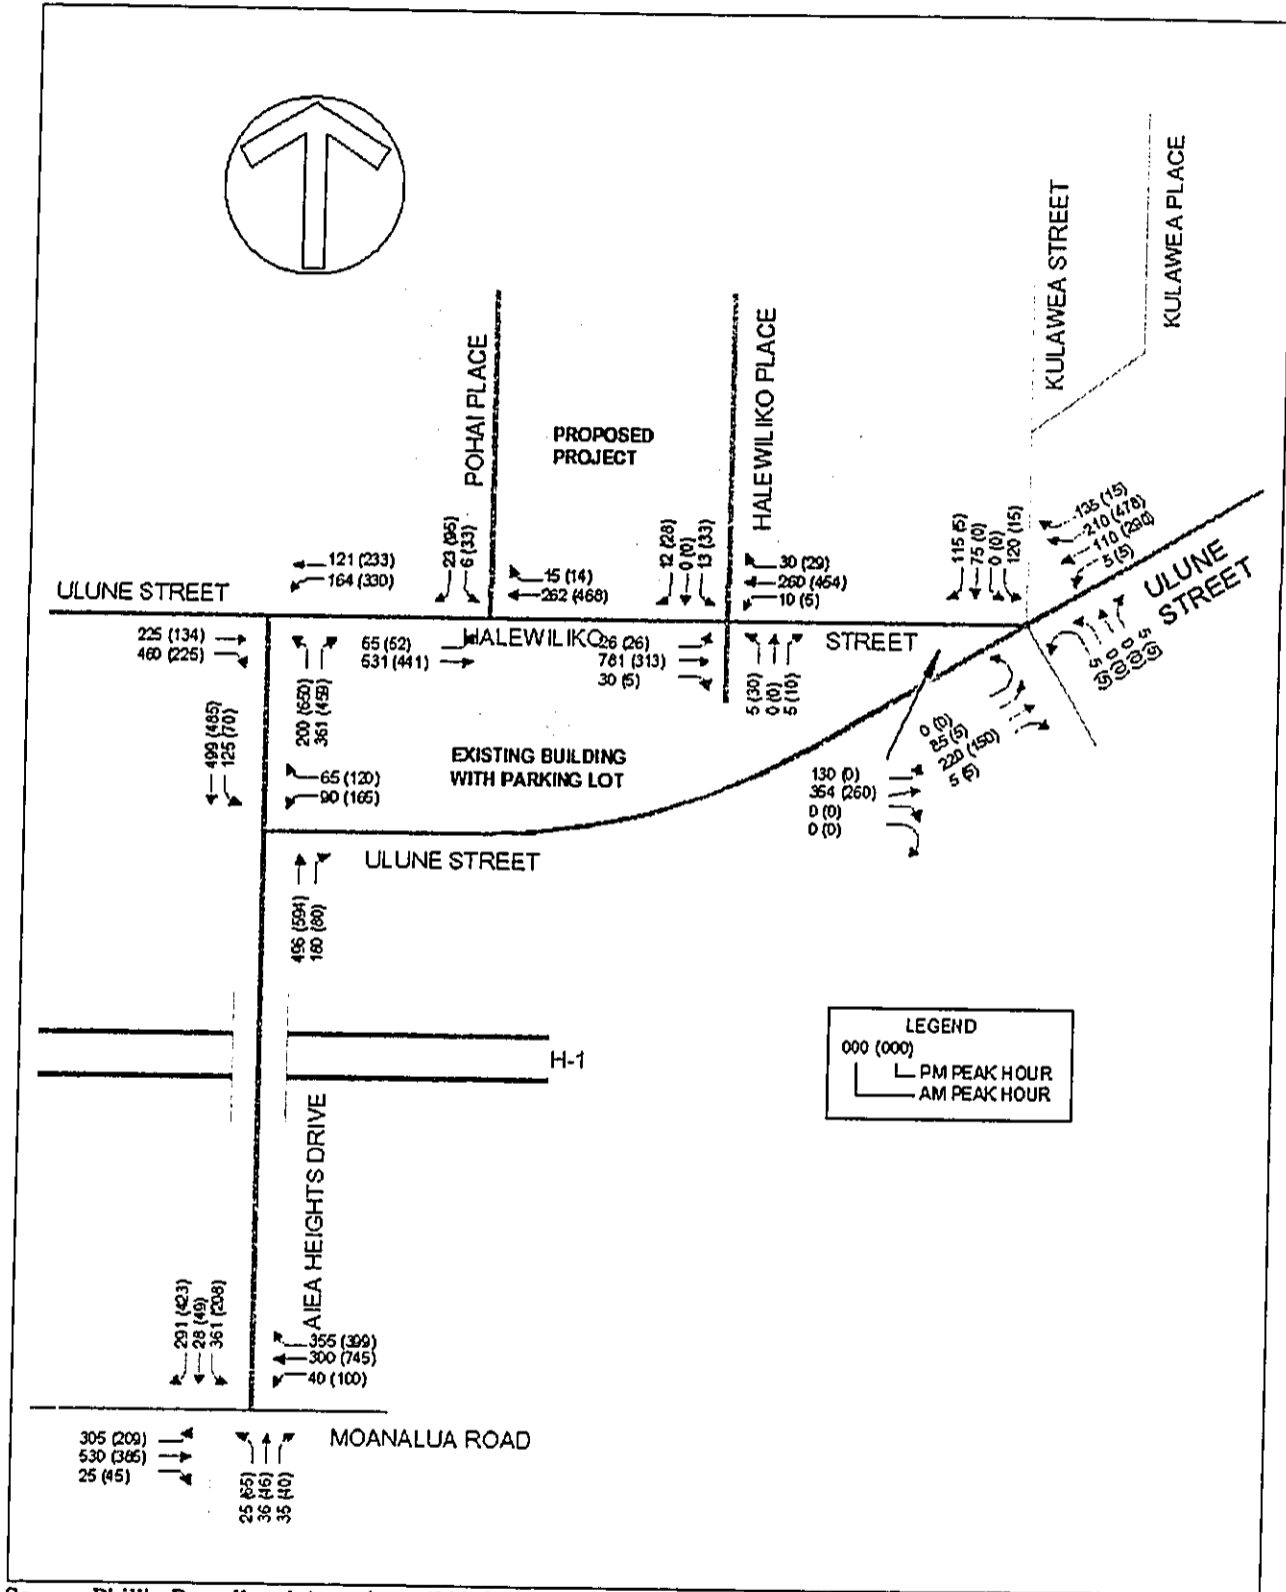 KULAWEA STREET
KULAWEA PLACE
POHAI PLACE
HALEWILIKO PLACE
PROPOSED
PROJECT
121 (233)
164 (330)
23 (95)
6 (33)
15 (14)
262 (468)
12 (28)
0 (0)
13 (33)
30 (29)
260 (454)
10 (5)
115 (5)
75 (0)
0 (0)
120 (15)
135 (15)
210 (478)
110 (290)
5 (5)
ULUNE STREET
ULUNE
STREET
225 (134)
460 (225)
HALEWILIKO
STREET
65 (52)
531 (441)
26 (26)
781 (313)
30 (5)
5 (30)
0 (0)
5 (10)
200 (650)
361 (459)
499 (485)
125 (70)
65 (120)
90 (165)
EXISTING BUILDING
WITH PARKING LOT
0 (0)
85 (5)
220 (150)
5 (5)
130 (0)
354 (260)
0 (0)
0 (0)
ULUNE STREET
496 (594)
180 (80)
H-1
LEGEND
000 (000)
PM PEAK HOUR
AM PEAK HOUR
AIEA HEIGHTS DRIVE
291 (423)
28 (49)
361 (208)
355 (399)
300 (745)
40 (100)
305 (209)
530 (385)
25 (45)
MOANALUA ROAD
25 (65)
36 (46)
35 (40)